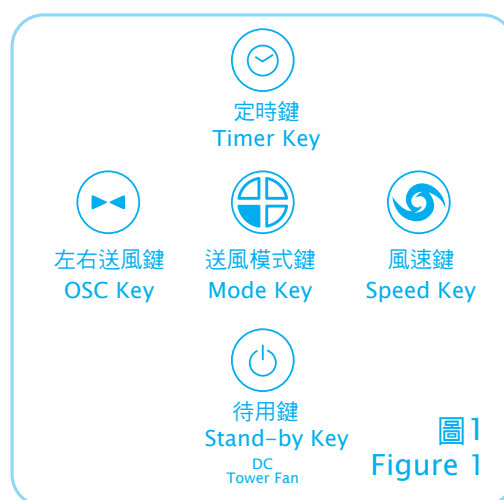 定時鍵
Timer Key
左右送風鍵
OSC Key
送風模式鍵
Mode Key
風速鍵
Speed Key
待用鍵
Stand-by Key
DC
Tower Fan
圖1
Figure 1